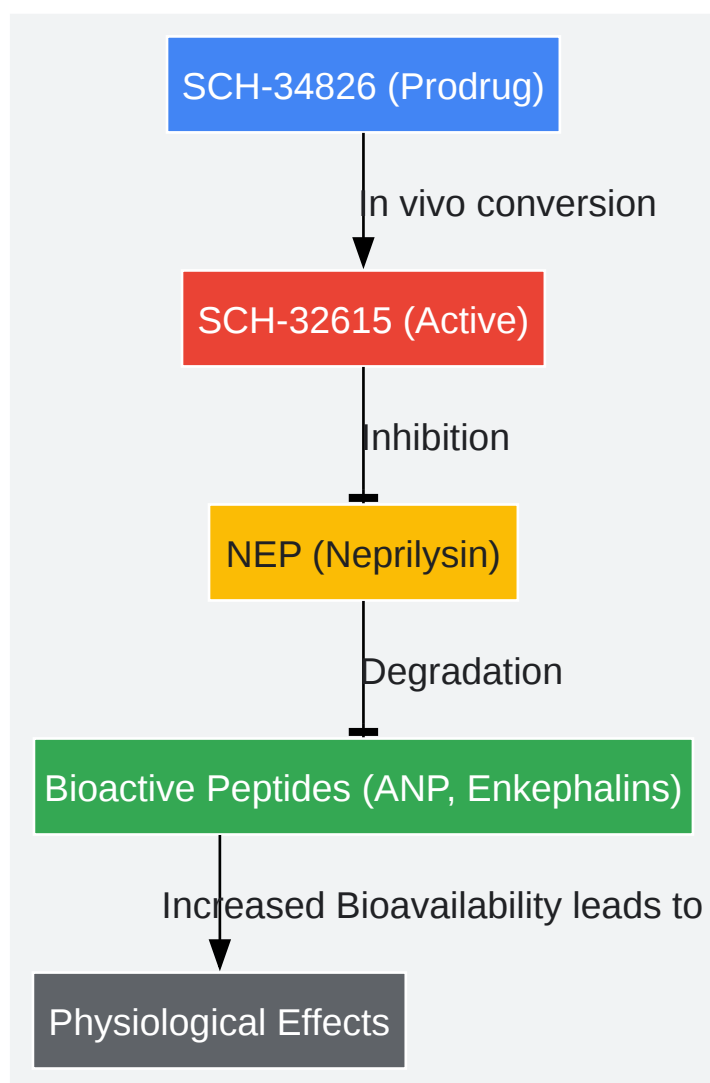 SCH-34826 (Prodrug)
In vivo conversion
SCH-32615 (Active)
Inhibition
NEP (Neprilysin)
Degradation
Bioactive Peptides (ANP, Enkephalins)
Increased Bioavailability leads to
Physiological Effects